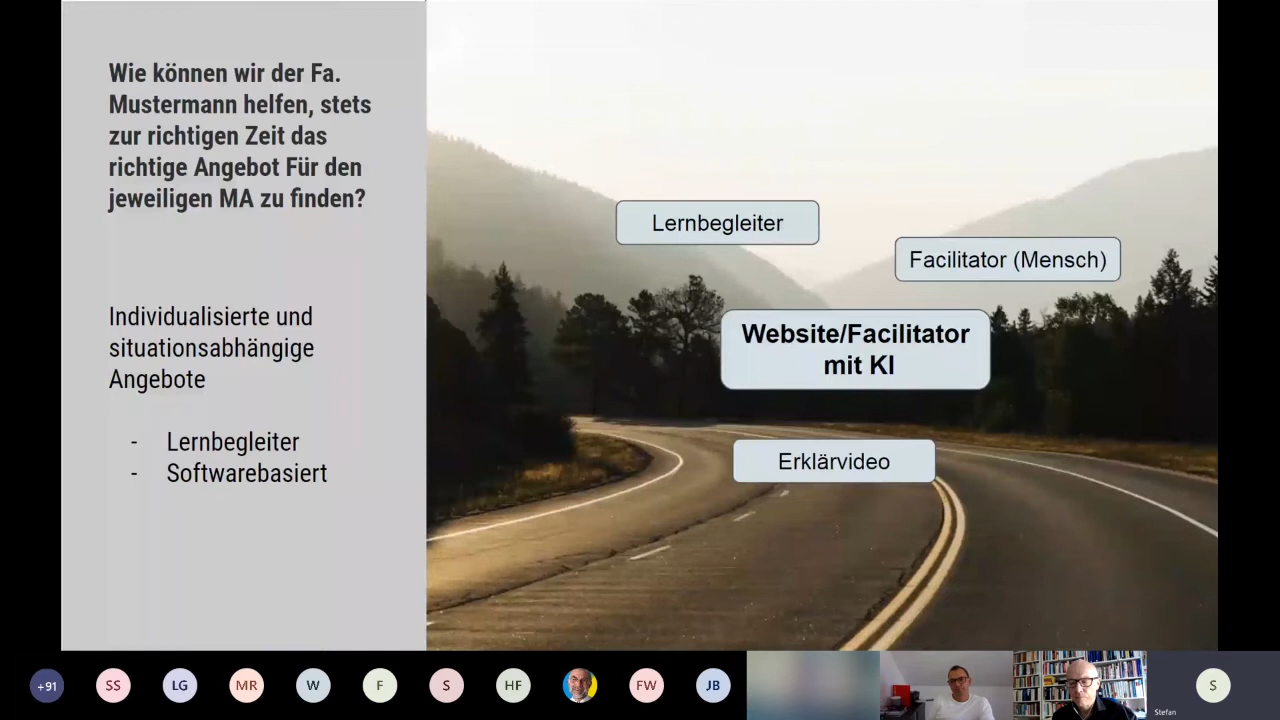 Wie können wir der Fa.
Mustermann helfen, stets
zur richtigen Zeit das
richtige Angebot Für den
jeweiligen MA zu finden?
Individualisierte und
situationsabhängige
Angebote
- Lernbegleiter
- Softwarebasiert
Lernbegleiter
Facilitator (Mensch)
Website/Facilitator
mit KI
Erklärvideo
+91 SS LG MR W F S HF FW JB S
Stefan